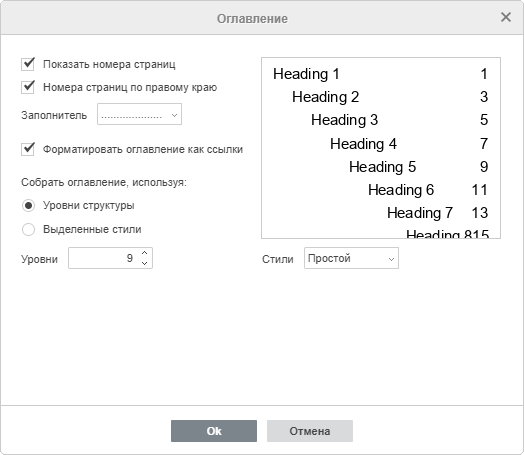 Оглавление
Показать номера страниц
Номера страниц по правому краю
Заполнитель ....................
Форматировать оглавление как ссылки
Собрать оглавление, используя:
Уровни структуры
Выделенные стили
Уровни 9
Heading 1 1
Heading 2 3
Heading 3 5
Heading 4 7
Heading 5 9
Heading 6 11
Heading 7 13
Heading 815
Стили Простой
Ok Отмена